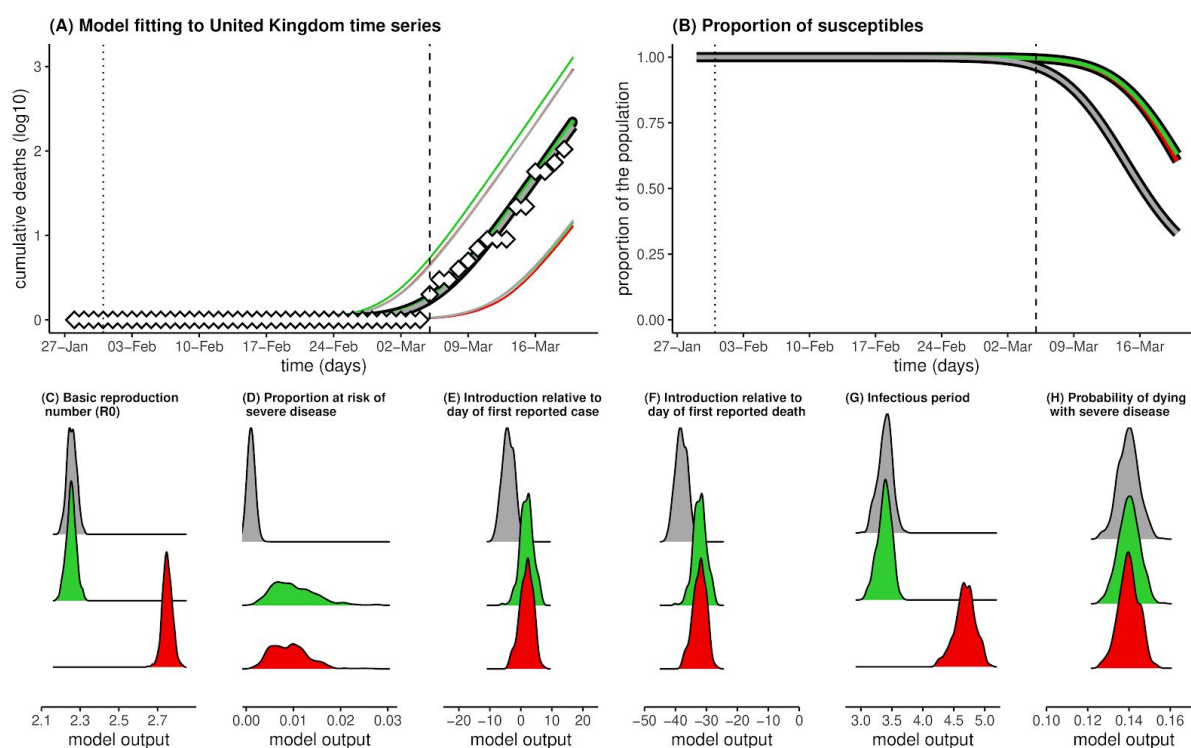 (A) Model fitting to United Kingdom time series
cumulative deaths (log10)
3
2
1
0
27−Jan 03−Feb 10−Feb 17−Feb 24−Feb 02−Mar 09−Mar 16−Mar
time (days)
(B) Proportion of susceptibles
proportion of the population
1.00
0.75
0.50
0.25
0.00
27−Jan 03−Feb 10−Feb 17−Feb 24−Feb 02−Mar 09−Mar 16−Mar
time (days)
(C) Basic reproduction
number (R0)
2.1 2.3 2.5 2.7
model output
(D) Proportion at risk of
severe disease
0.00 0.01 0.02 0.03
model output
(E) Introduction relative to
day of first reported case
−20 −10 0 10 20
model output
(F) Introduction relative to
day of first reported death
−50 −40 −30 −20 −10 0
model output
(G) Infectious period
3.0 3.5 4.0 4.5 5.0
model output
(H) Probability of dying
with severe disease
0.10 0.12 0.14 0.16
model output